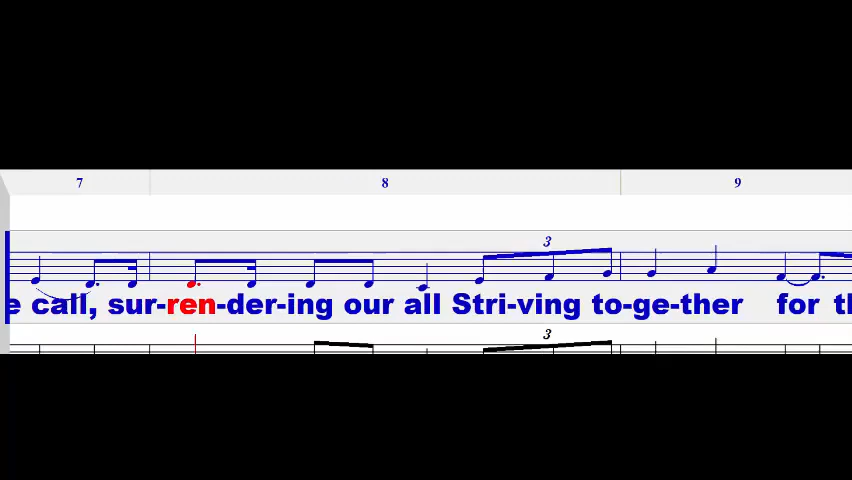 7 8 9
3
e call, sur-ren-der-ing our all Stri-ving to-ge-ther for th
3